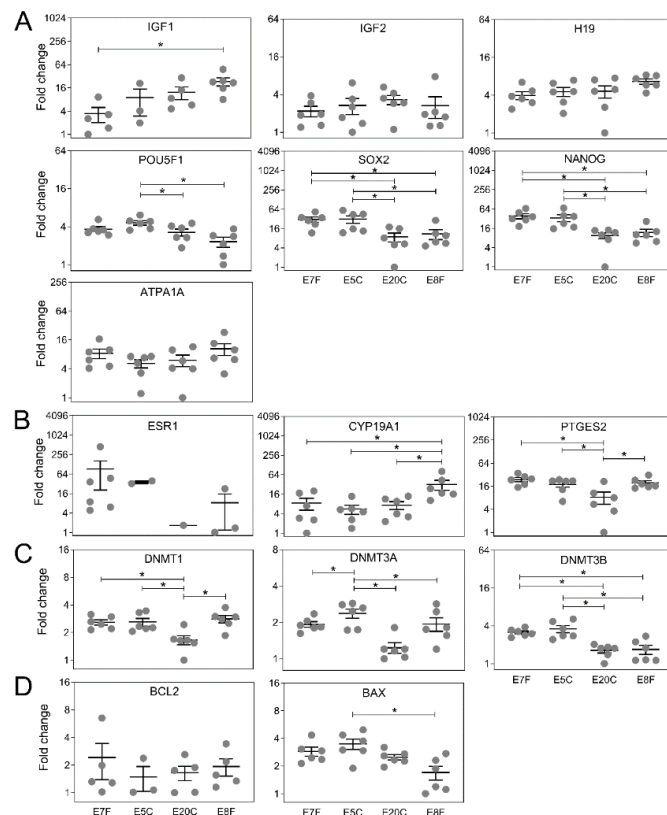 A
IGF1 IGF2 H19
Fold change
1024 256 64 16 4 1
64 16 4 1
64 16 4 1
*
POU5F1 SOX2 NANOG
Fold change
64 16 4 1
4096 1024 256 64 16 4 1
4096 1024 256 64 16 4 1
* *
* * * *
* * * *
E7F E5C E20C E8F
E7F E5C E20C E8F
ATPA1A
Fold change
256 64 16 4 1
B
ESR1 CYP19A1 PTGES2
Fold change
4096 1024 256 64 16 4 1
4096 1024 256 64 16 4 1
4096 1024 256 64 16 4 1
* * *
* * *
C
DNMT1 DNMT3A DNMT3B
Fold change
16 8 4 2 1
8 4 2 1
64 16 4 1
* * *
* * *
* * * *
E7F E5C E20C E8F
D
BCL2 BAX
Fold change
16 8 4 2 1
16 8 4 2 1
*
E7F E5C E20C E8F
E7F E5C E20C E8F